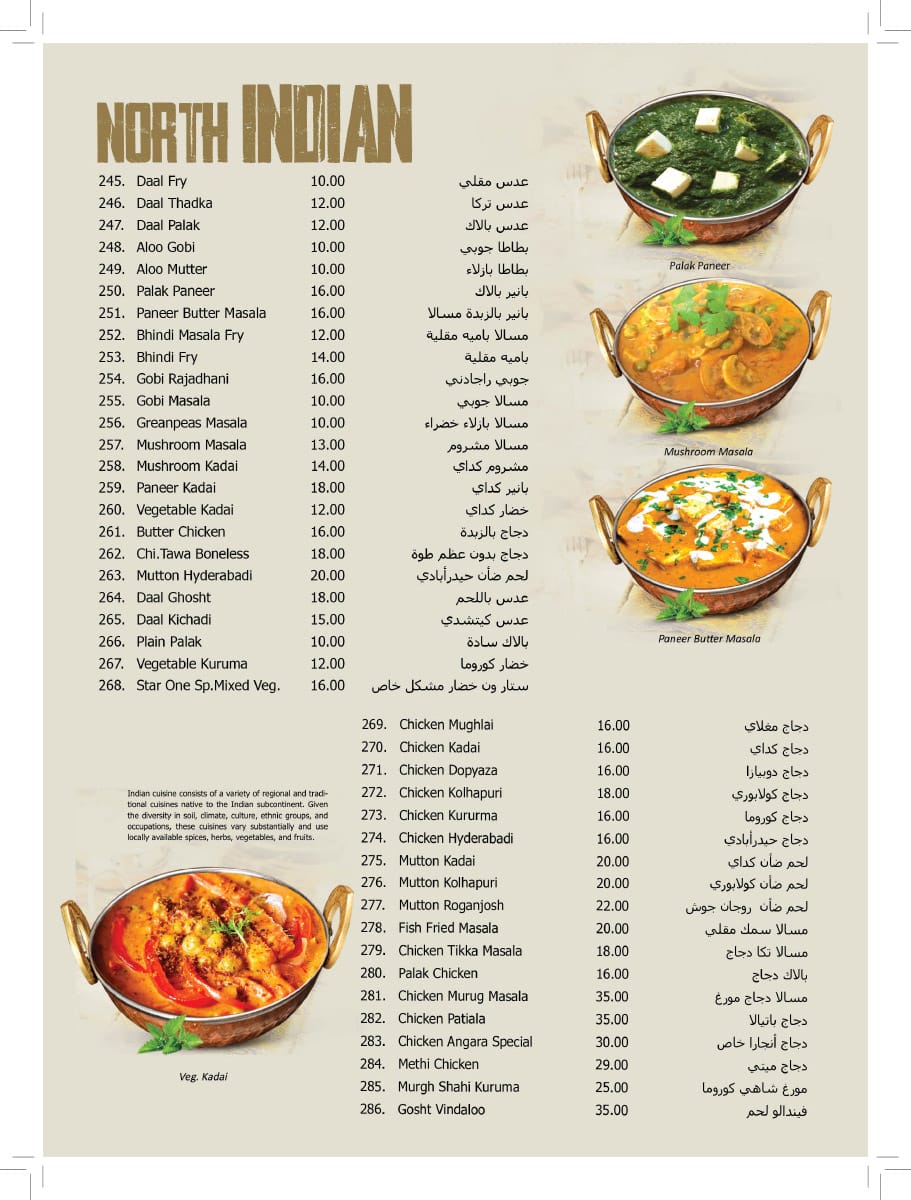 NORTH INDIAN
245. Daal Fry 10.00 عدس مقلي
246. Daal Thadka 12.00 عدس تركا
247. Daal Palak 12.00 عدس بالاك
248. Aloo Gobi 10.00 بطاطا جوبي
249. Aloo Mutter 10.00 بطاطا بازلاء
250. Palak Paneer 16.00 بانير بالاك
251. Paneer Butter Masala 16.00 بانير بالزبدة مسالا
252. Bhindi Masala Fry 12.00 مسالا باميه مقلية
253. Bhindi Fry 14.00 باميه مقلية
254. Gobi Rajadhani 16.00 جوبي راجادني
255. Gobi Masala 10.00 مسالا جوبي
256. Greanpeas Masala 10.00 مسالا بازلاء خضراء
257. Mushroom Masala 13.00 مسالا مشروم
258. Mushroom Kadai 14.00 مشروم كداي
259. Paneer Kadai 18.00 بانير كداي
260. Vegetable Kadai 12.00 خضار كداي
261. Butter Chicken 16.00 دجاج بالزبدة
262. Chi.Tawa Boneless 18.00 دجاج بدون عظم طوة
263. Mutton Hyderabadi 20.00 لحم ضأن حيدرأبادي
264. Daal Ghosht 18.00 عدس باللحم
265. Daal Kichadi 15.00 عدس كيتشدي
266. Plain Palak 10.00 بالاك سادة
267. Vegetable Kuruma 12.00 خضار كوروما
268. Star One Sp.Mixed Veg. 16.00 ستار ون خضار مشكل خاص
Palak Paneer
Mushroom Masala
Paneer Butter Masala
269. Chicken Mughlai 16.00 دجاج مغلاي
270. Chicken Kadai 16.00 دجاج كداي
271. Chicken Dopyaza 16.00 دجاج دوبيازا
272. Chicken Kolhapuri 18.00 دجاج كولابوري
273. Chicken Kururma 16.00 دجاج كوروما
274. Chicken Hyderabadi 16.00 دجاج حيدرأبادي
275. Mutton Kadai 20.00 لحم ضأن كداي
276. Mutton Kolhapuri 20.00 لحم ضأن كولابوري
277. Mutton Roganjosh 22.00 لحم ضأن روجان جوش
278. Fish Fried Masala 20.00 مسالا سمك مقلي
279. Chicken Tikka Masala 18.00 مسالا تكا دجاج
280. Palak Chicken 16.00 بالاك دجاج
281. Chicken Murug Masala 35.00 مسالا دجاج مورغ
282. Chicken Patiala 35.00 دجاج باتيالا
283. Chicken Angara Special 30.00 دجاج أنجارا خاص
284. Methi Chicken 29.00 دجاج ميتي
285. Murgh Shahi Kuruma 25.00 مورغ شاهي كوروما
286. Gosht Vindaloo 35.00 فيندالو لحم
Indian cuisine consists of a variety of regional and tradi-
tional cuisines native to the Indian subcontinent. Given
the diversity in soil, climate, culture, ethnic groups, and
occupations, these cuisines vary substantially and use
locally available spices, herbs, vegetables, and fruits.
Veg. Kadai